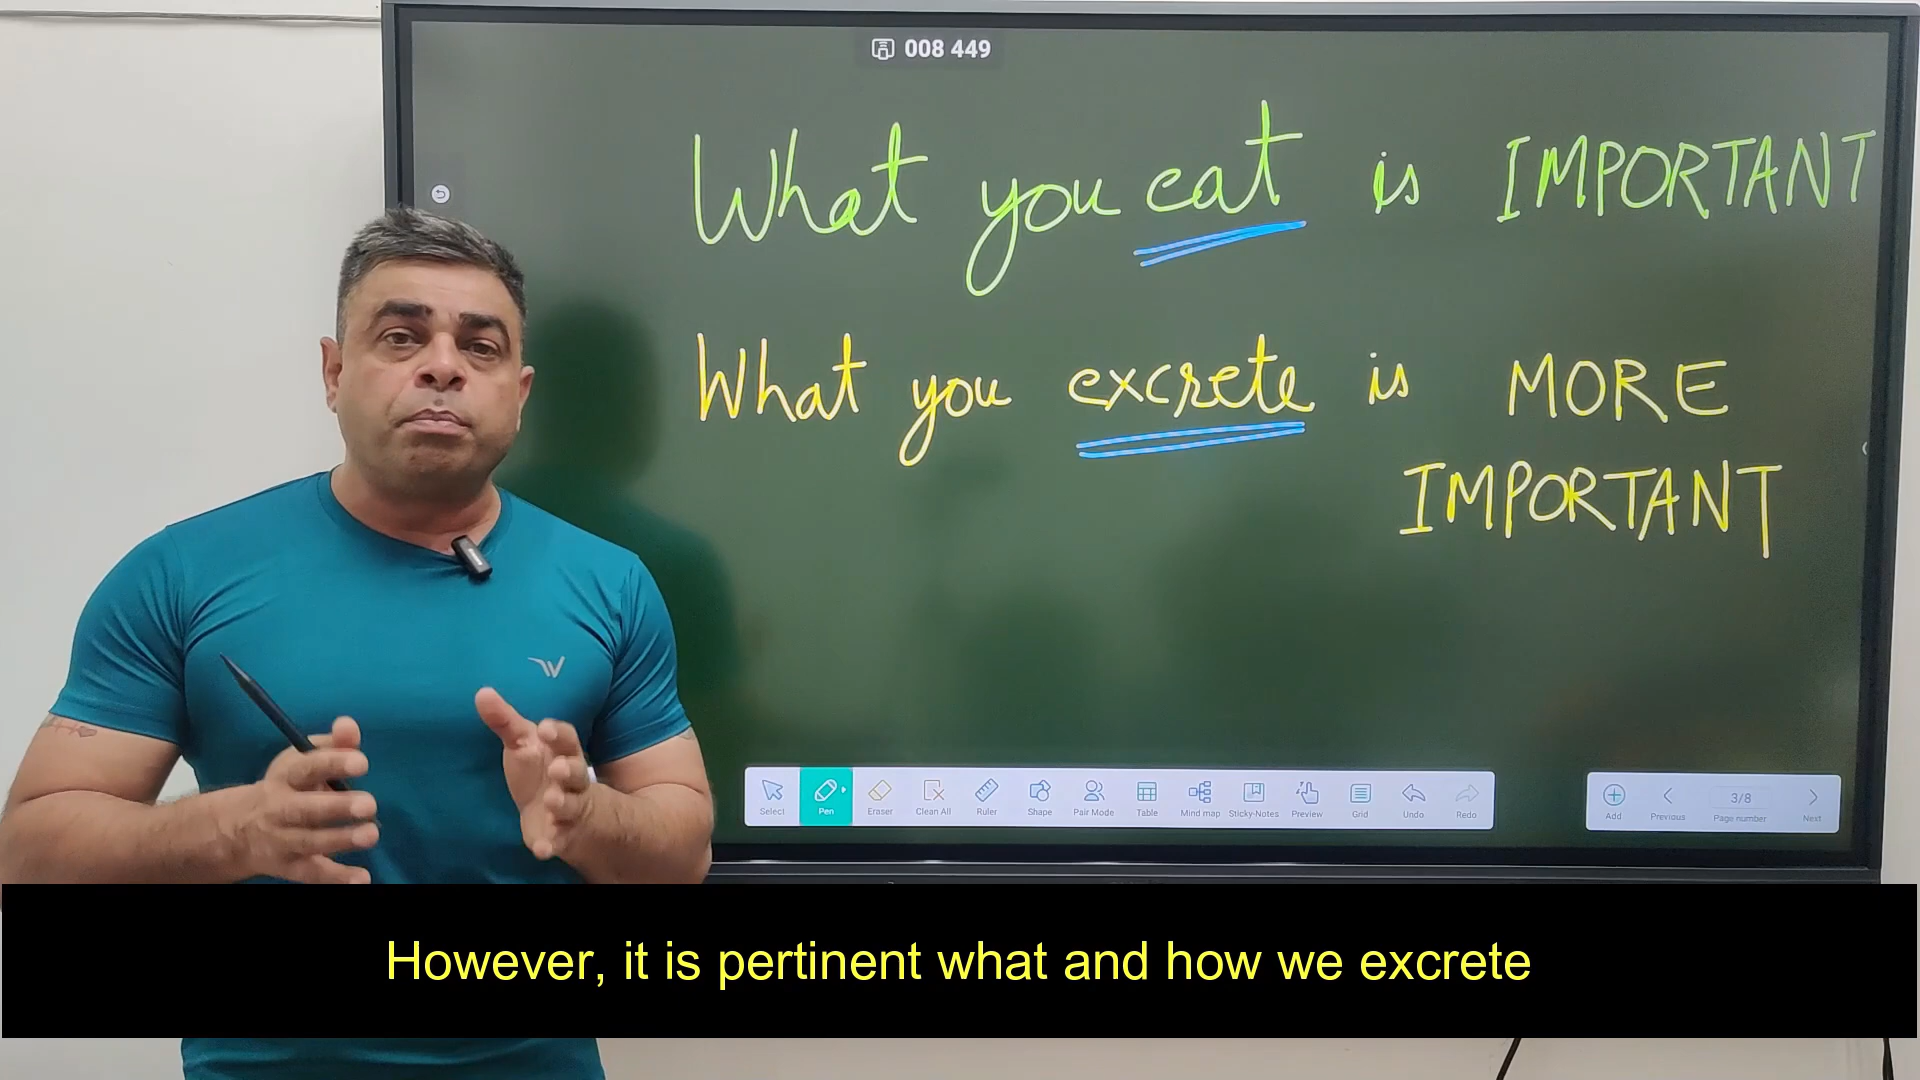 008 449
What you eat is IMPORTANT
What you excrete is MORE
IMPORTANT
Select Pen Eraser Clean All Ruler Shape Pair Mode Table Mind map Sticky-Notes Preview Grid Undo Redo
Add Previous 3/8 Page number Next
However, it is pertinent what and how we excrete